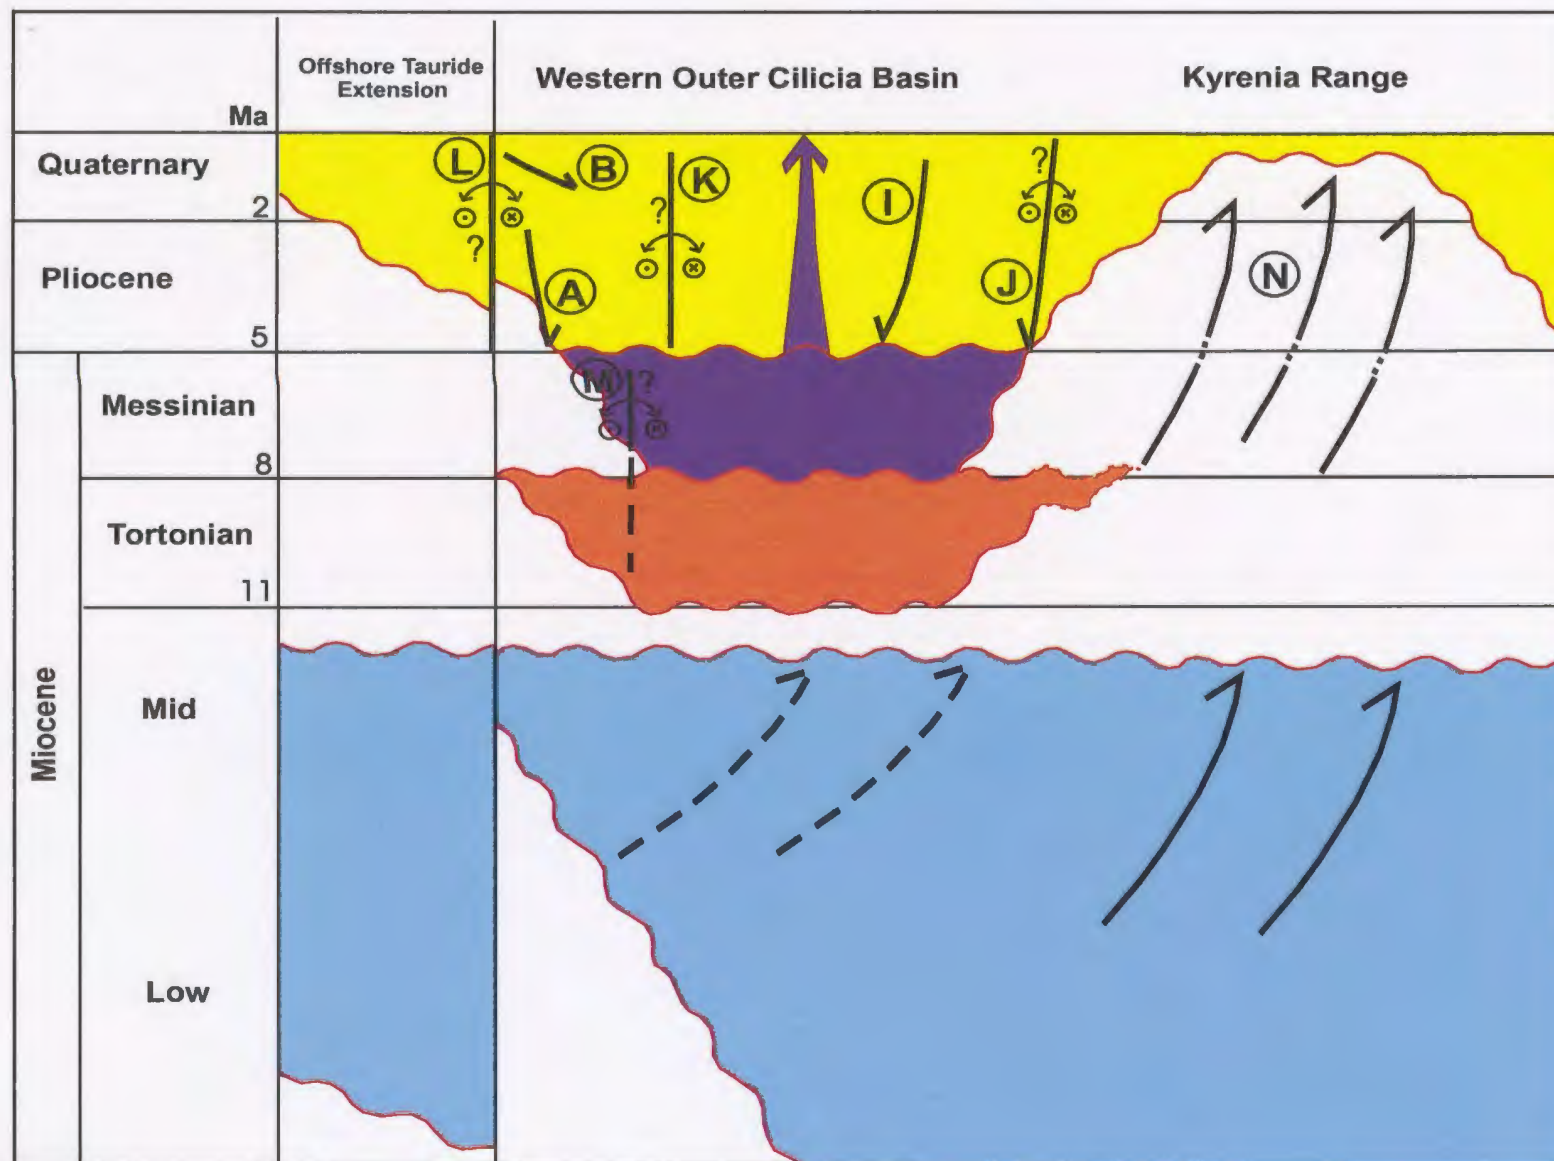 Offshore Tauride
Extension
Western Outer Cilicia Basin
Kyrenia Range
Ma
Quaternary
2
Pliocene
5
Messinian
8
Tortonian
11
Miocene
Mid
Low
L
B
K
I
?
?
?
A
J
N
M
?